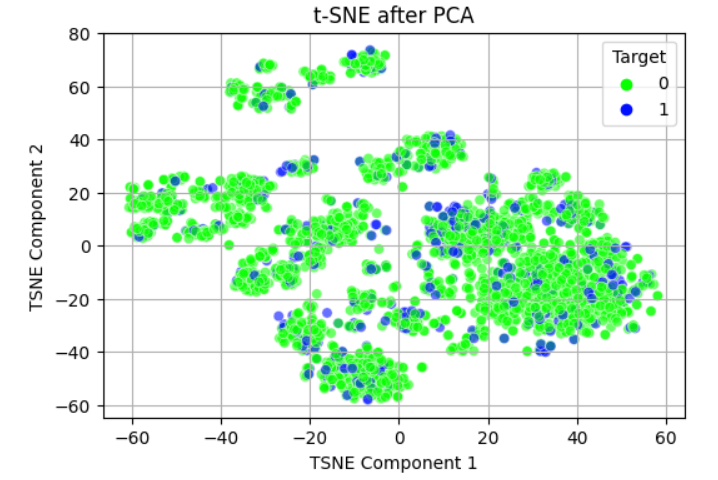 t-SNE after PCA
Target
0
1
80
60
40
20
0
−20
−40
−60
TSNE Component 2
−60 −40 −20 0 20 40 60
TSNE Component 1